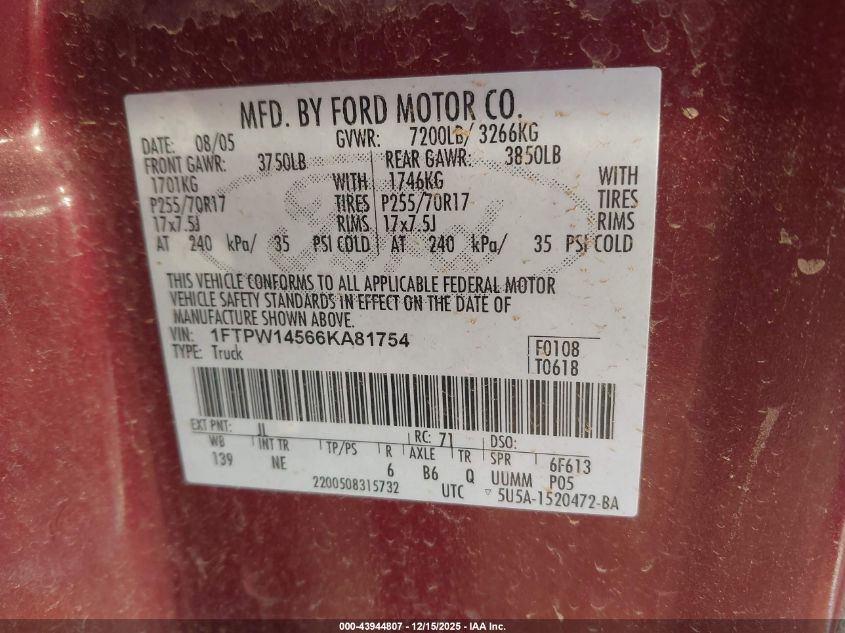 MFD. BY FORD MOTOR CO.
DATE: 08/05 GVWR: 7200LB/ 3266KG
FRONT GAWR: 3750LB REAR GAWR: 3850LB
1701KG WITH 1746KG WITH
P255/70R17 TIRES P255/70R17 TIRES
17x7.5J RIMS 17x7.5J RIMS
AT 240 kPa/ 35 PSI COLD AT 240 kPa/ 35 PSI COLD
THIS VEHICLE CONFORMS TO ALL APPLICABLE FEDERAL MOTOR
VEHICLE SAFETY STANDARDS IN EFFECT ON THE DATE OF
MANUFACTURE SHOWN ABOVE.
VIN: 1FTPW14566KA81754 F0108
TYPE: Truck T0618
EXT PNT: JL RC: 71 DSO:
WB INT TR TP/PS R AXLE TR SPR 6F613
139 NE 6 B6 Q UUMM P05
2200508315732 UTC ▽ 5U5A-1520472-BA
000-43944807 - 12/15/2025 - IAA Inc.